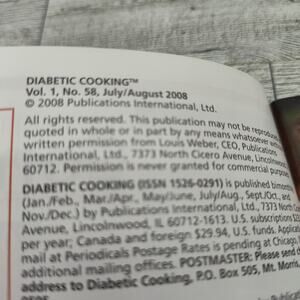 DIABETIC COOKING™
Vol. 1, No. 58, July/August 2008
© 2008 Publications International, Ltd.
All rights reserved. This publication may not be reproduced
quoted in whole or in part by any means whatsoever without
written permission from Louis Weber, CEO, Publications
International, Ltd., 7373 North Cicero Avenue, Lincolnwood,
60712. Permission is never granted for commercial purposes
DIABETIC COOKING (ISSN 1526-0291) is published bimonthly
(Jan./Feb., Mar./Apr., May/June, July/Aug., Sept./Oct., and
Nov./Dec.) by Publications International, Ltd., 7373 North
Avenue, Lincolnwood, IL 60712-1613. U.S. subscriptions
per year; Canada and foreign $29.94, U.S. funds.
at Periodicals Postage Rates is pending at Chicago,
additional mailing offices. POSTMASTER: Please
address to Diabetic Cooking, P.O. Box 505, Mt. Morris,